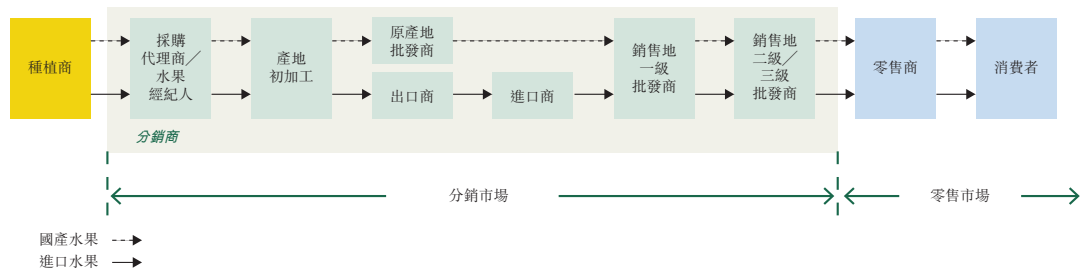 種植商
採購
代理商／
水果
經紀人
產地
初加工
原產地
批發商
出口商
進口商
銷售地
一級
批發商
銷售地
二級／
三級
批發商
零售商
消費者
分銷商
分銷市場
零售市場
國產水果
進口水果